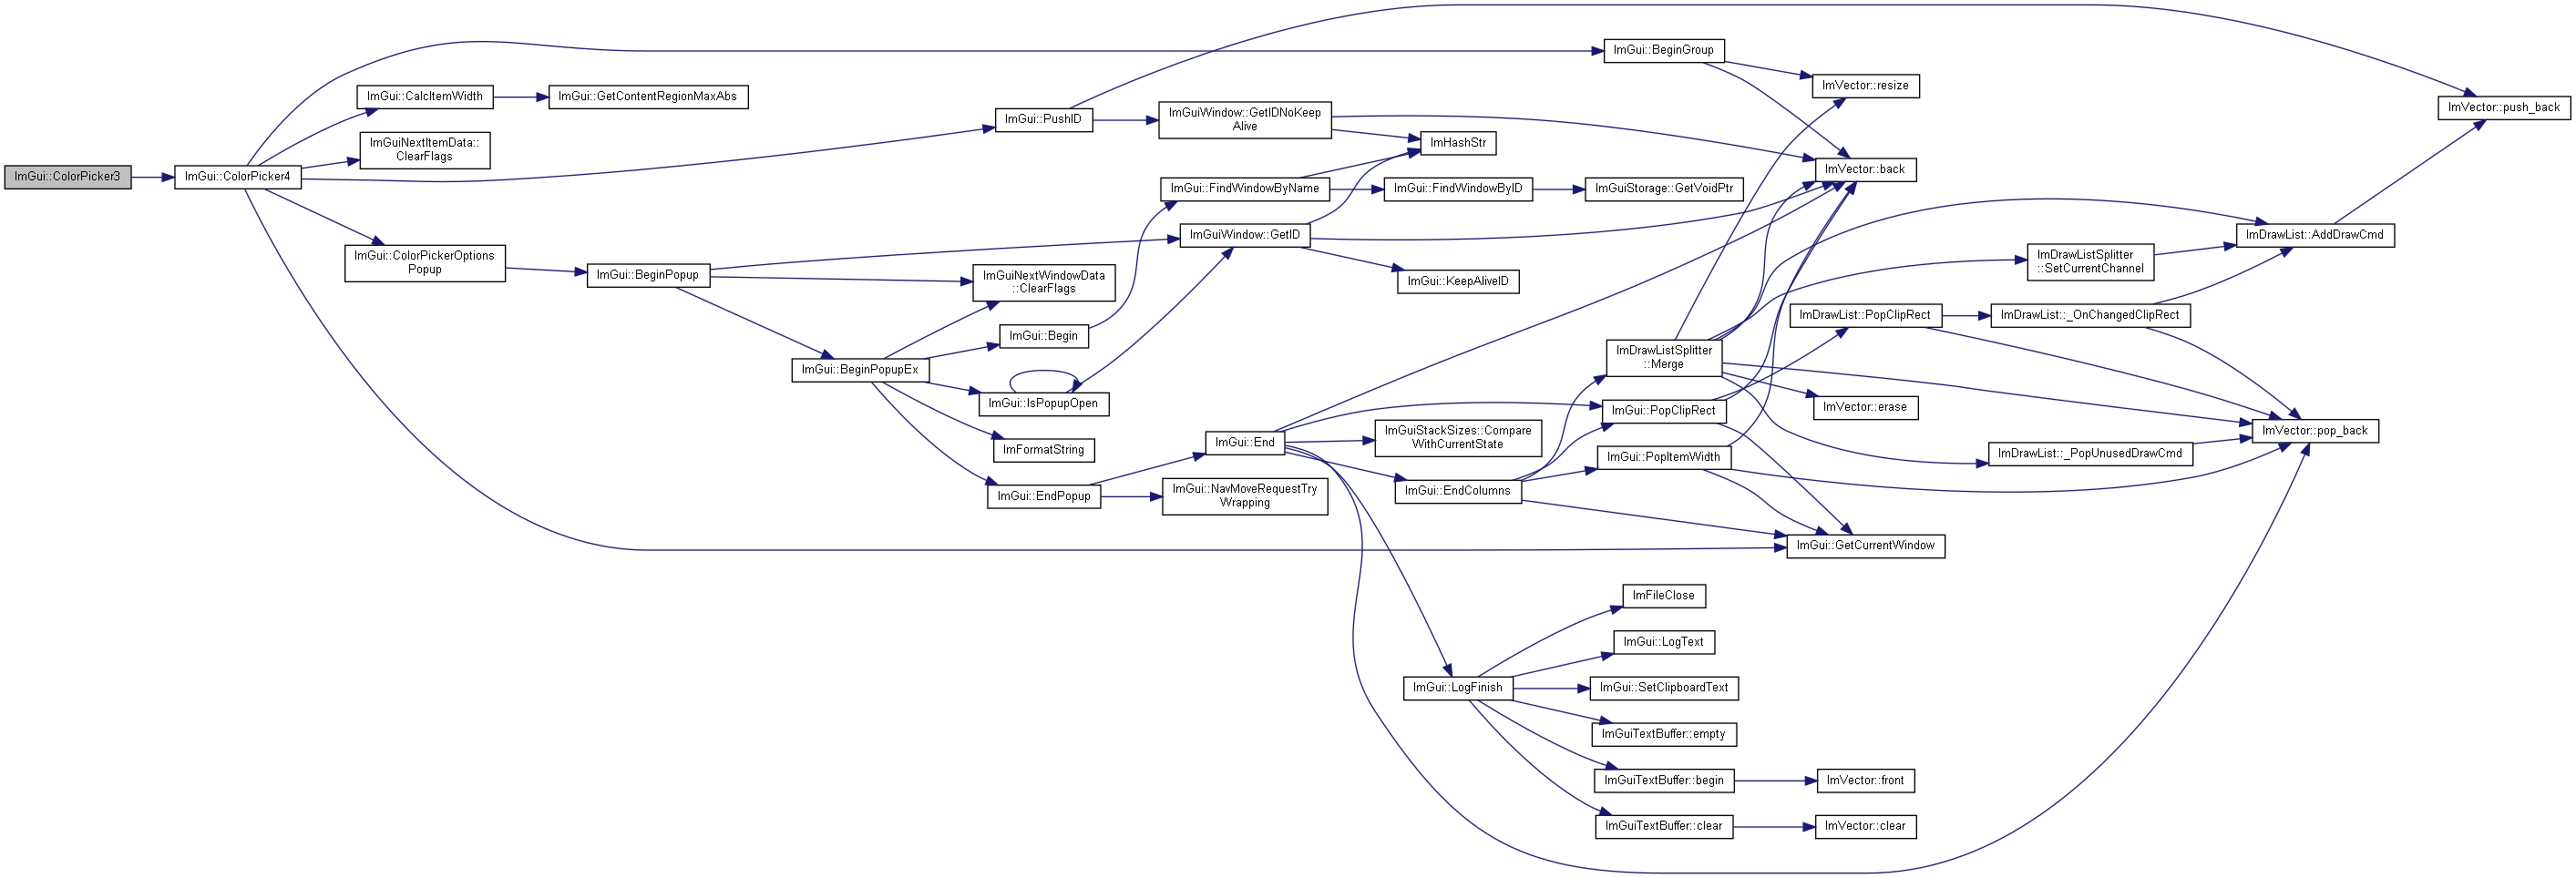 ImGui::ColorPicker3
ImGui::ColorPicker4
ImGui::CalcItemWidth
ImGui::GetContentRegionMaxAbs
ImGuiNextItemData::
ClearFlags
ImGui::ColorPickerOptions
Popup
ImGui::BeginPopup
ImGui::BeginPopupEx
ImGui::PushID
ImGuiNextWindowData
::ClearFlags
ImGui::Begin
ImGui::IsPopupOpen
ImFormatString
ImGui::EndPopup
ImGuiWindow::GetIDNoKeep
Alive
ImGui::FindWindowByName
ImGuiWindow::GetID
ImGui::End
ImGui::NavMoveRequestTry
Wrapping
ImHashStr
ImGui::FindWindowByID
ImGuiStorage::GetVoidPtr
ImGui::KeepAliveID
ImGuiStackSizes::Compare
WithCurrentState
ImGui::EndColumns
ImGui::LogFinish
ImGui::BeginGroup
ImDrawListSplitter
::Merge
ImGui::PopClipRect
ImGui::PopItemWidth
ImFileClose
ImGui::LogText
ImGui::SetClipboardText
ImGuiTextBuffer::empty
ImGuiTextBuffer::begin
ImGuiTextBuffer::clear
ImVector::resize
ImVector::back
ImDrawList::PopClipRect
ImVector::erase
ImGui::GetCurrentWindow
ImVector::front
ImVector::clear
ImDrawListSplitter
::SetCurrentChannel
ImDrawList::_OnChangedClipRect
ImDrawList::_PopUnusedDrawCmd
ImDrawList::AddDrawCmd
ImVector::pop_back
ImVector::push_back